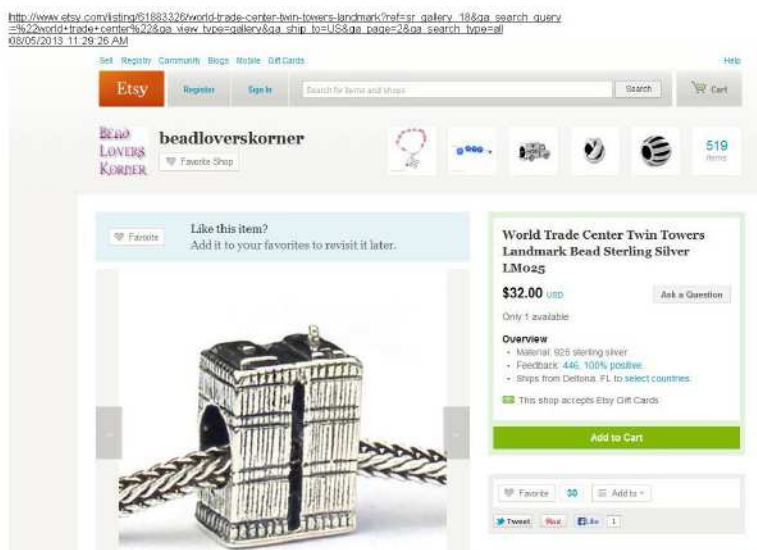 http://www.etsy.com/listing/61883326/world-trade-center-twin-towers-landmark?ref=sr_gallery_18&ga_search_query
=%22world+trade+center%22&ga_view_type=gallery&ga_ship_to=US&ga_page=2&ga_search_type=all
08/05/2013 11:29:26 AM
Sell Registry Community Blogs Mobile Gift Cards Help
Etsy Register Sign In Search for items and shops Search Cart
BEAD
LOVERS
KORNER
beadloverskorner
Favorite Shop
519
items
Favorite
Like this item?
Add it to your favorites to revisit it later.
World Trade Center Twin Towers
Landmark Bead Sterling Silver
LM025
$32.00 USD
Ask a Question
Only 1 available
Overview
• Material: 925 sterling silver
• Feedback: 446, 100% positive
• Ships from Deltona, FL to select countries.
This shop accepts Etsy Gift Cards
Add to Cart
Favorite 30 Add to
Tweet Pin it Like 1